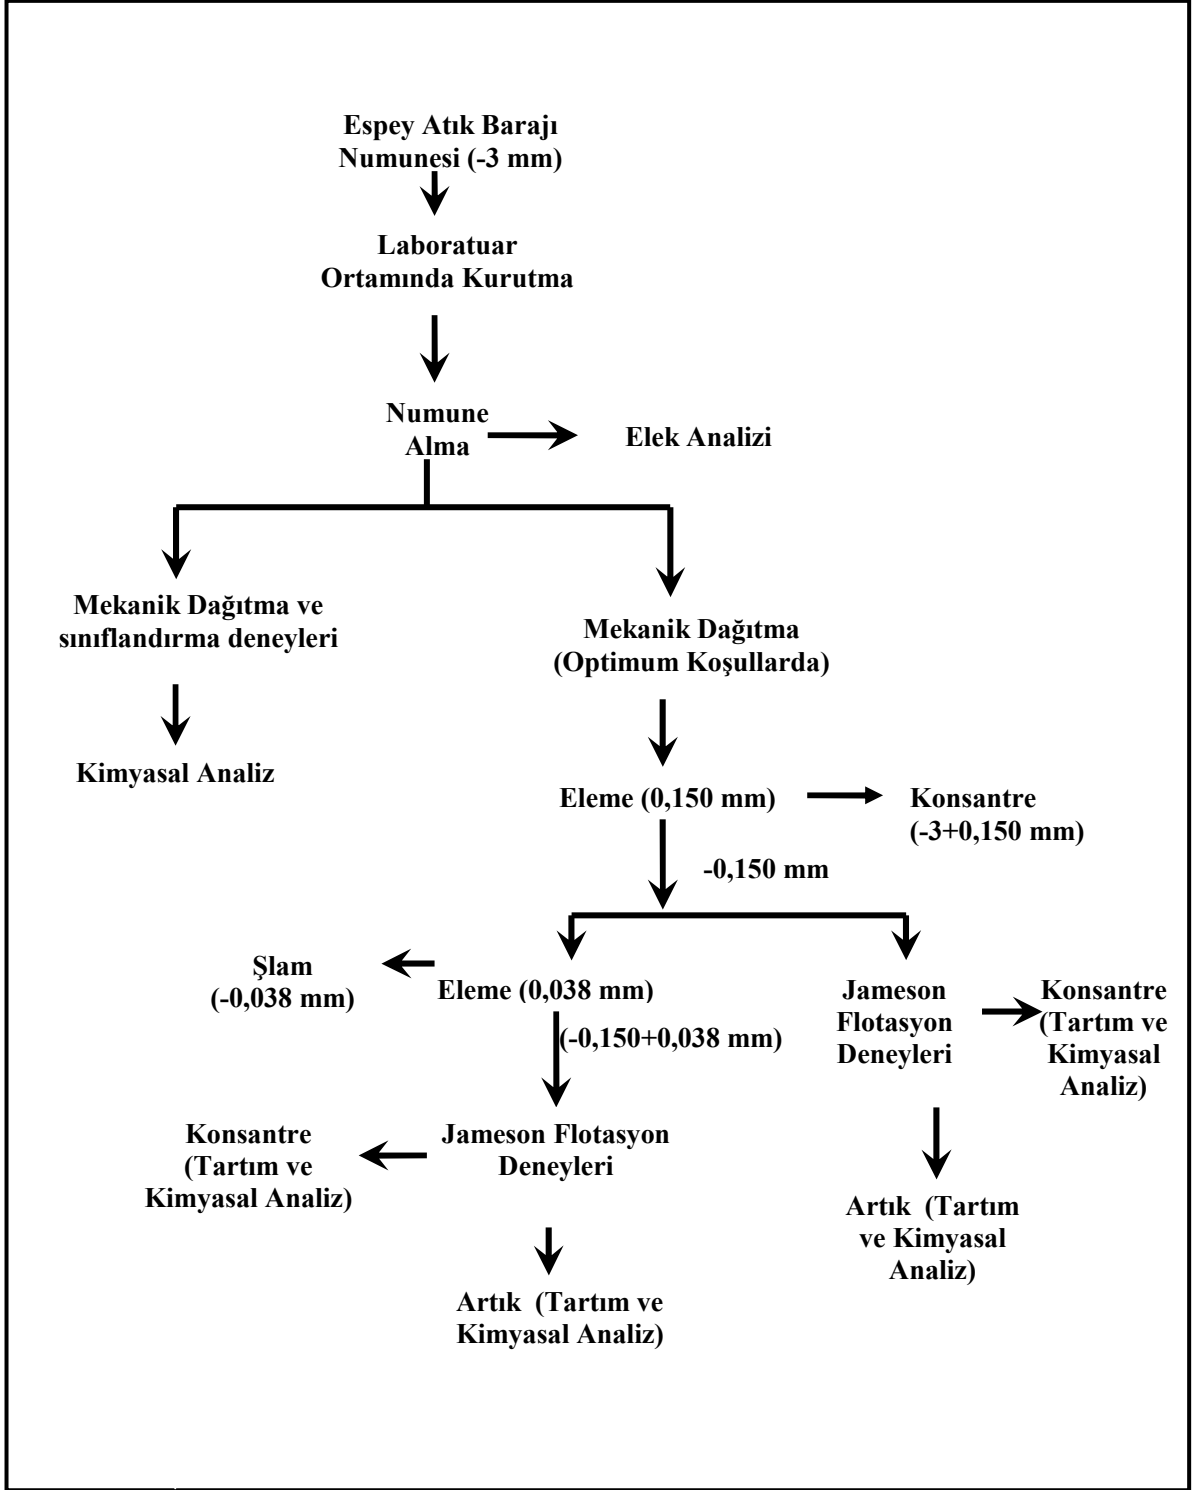 Espey Atık Barajı
Numunesi (-3 mm)
Laboratuar
Ortamında Kurutma
Numune
Alma
Elek Analizi
Mekanik Dağıtma ve
sınıflandırma deneyleri
Mekanik Dağıtma
(Optimum Koşullarda)
Kimyasal Analiz
Eleme (0,150 mm)
Konsantre
(-3+0,150 mm)
-0,150 mm
Şlam
(-0,038 mm)
Eleme (0,038 mm)
(-0,150+0,038 mm)
Jameson
Flotasyon
Deneyleri
Konsantre
(Tartım ve
Kimyasal
Analiz)
Konsantre
(Tartım ve
Kimyasal Analiz)
Jameson Flotasyon
Deneyleri
Artık (Tartım
ve Kimyasal
Analiz)
Artık (Tartım ve
Kimyasal Analiz)